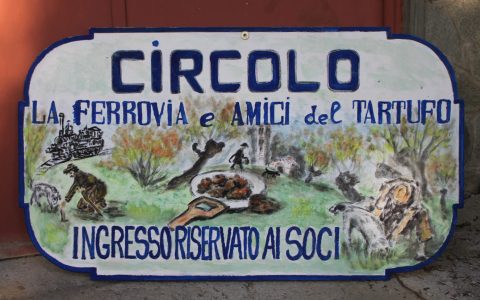 CIRCOLO
LA FERROVIA e AMICI del TARTUFO
INGRESSO RISERVATO AI SOCI